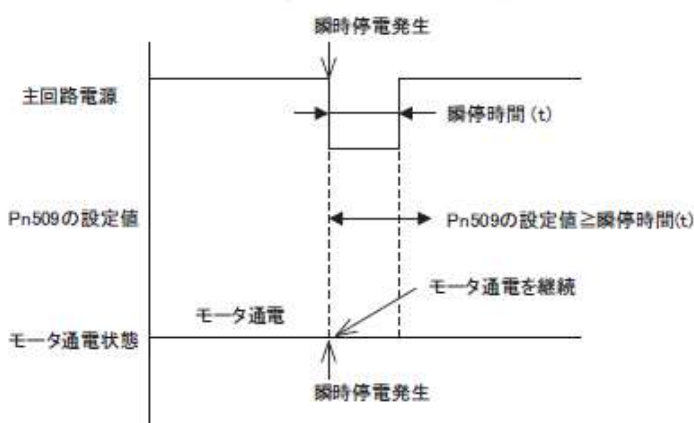 瞬時停電発生
主回路電源
瞬停時間 (t)
Pn509の設定値
Pn509の設定値≧瞬停時間(t)
モータ通電を継続
モータ通電
モータ通電状態
瞬時停電発生